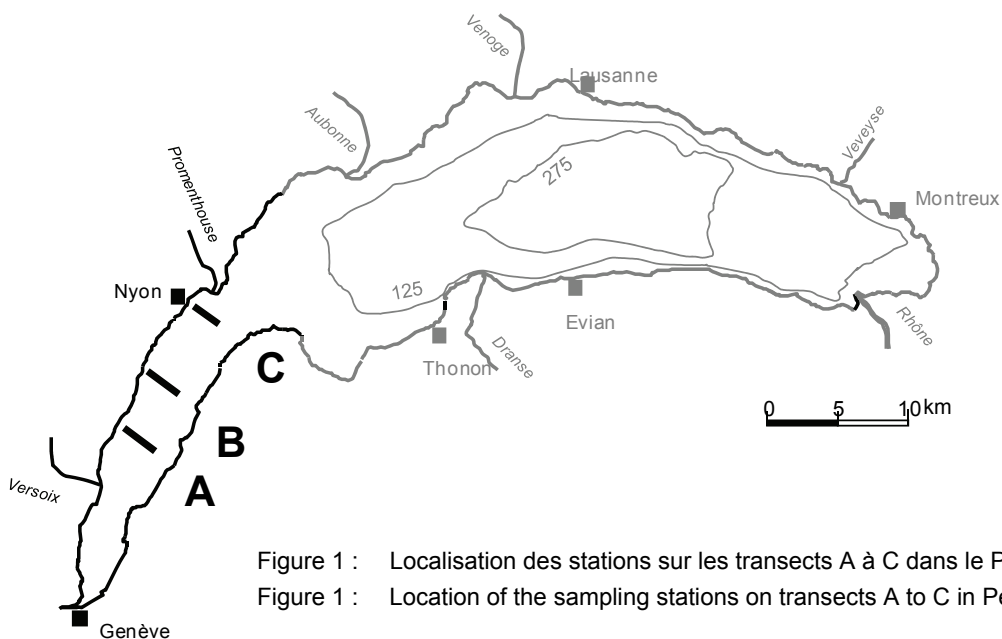 Venoge
Lausanne
Aubonne
Veveyse
Promenthouse
275
Montreux
Nyon
125
Evian
Rhône
Thonon
Dranse
C
0 5 10 km
B
Versoix
A
Figure 1 : Localisation des stations sur les transects A à C dans le P
Figure 1 : Location of the sampling stations on transects A to C in Pe
Genève